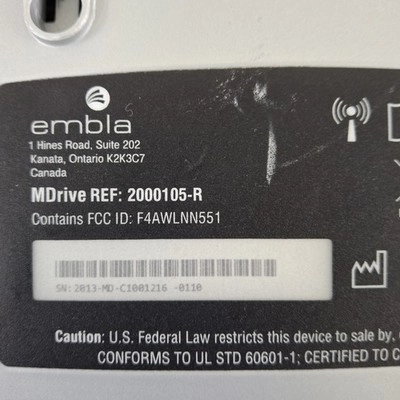 embla
1 Hines Road, Suite 202
Kanata, Ontario K2K3C7
Canada
MDrive REF: 2000105-R
Contains FCC ID: F4AWLNN551
SN:2013-MD-C1001216 -0110
Caution: U.S. Federal Law restricts this device to sale by,
CONFORMS TO UL STD 60601-1; CERTIFIED TO C